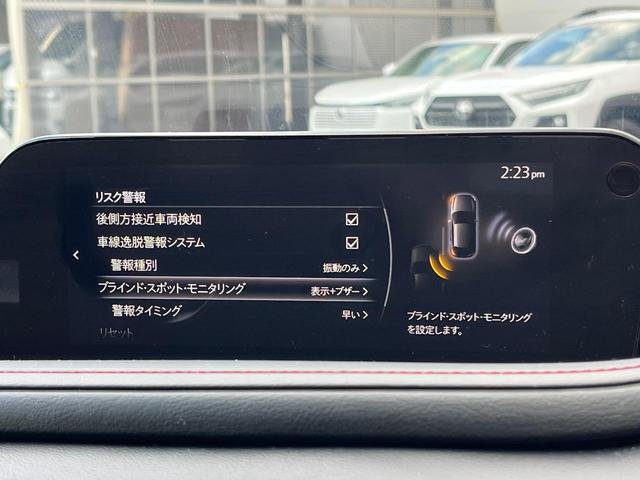 2:23pm
リスク警報
後側方接近車両検知
車線逸脱警報システム
警報種別 振動のみ
ブラインド・スポット・モニタリング 表示+ブザー
警報タイミング 早い
リセット
ブラインド・スポット・モニタリング
を設定します。